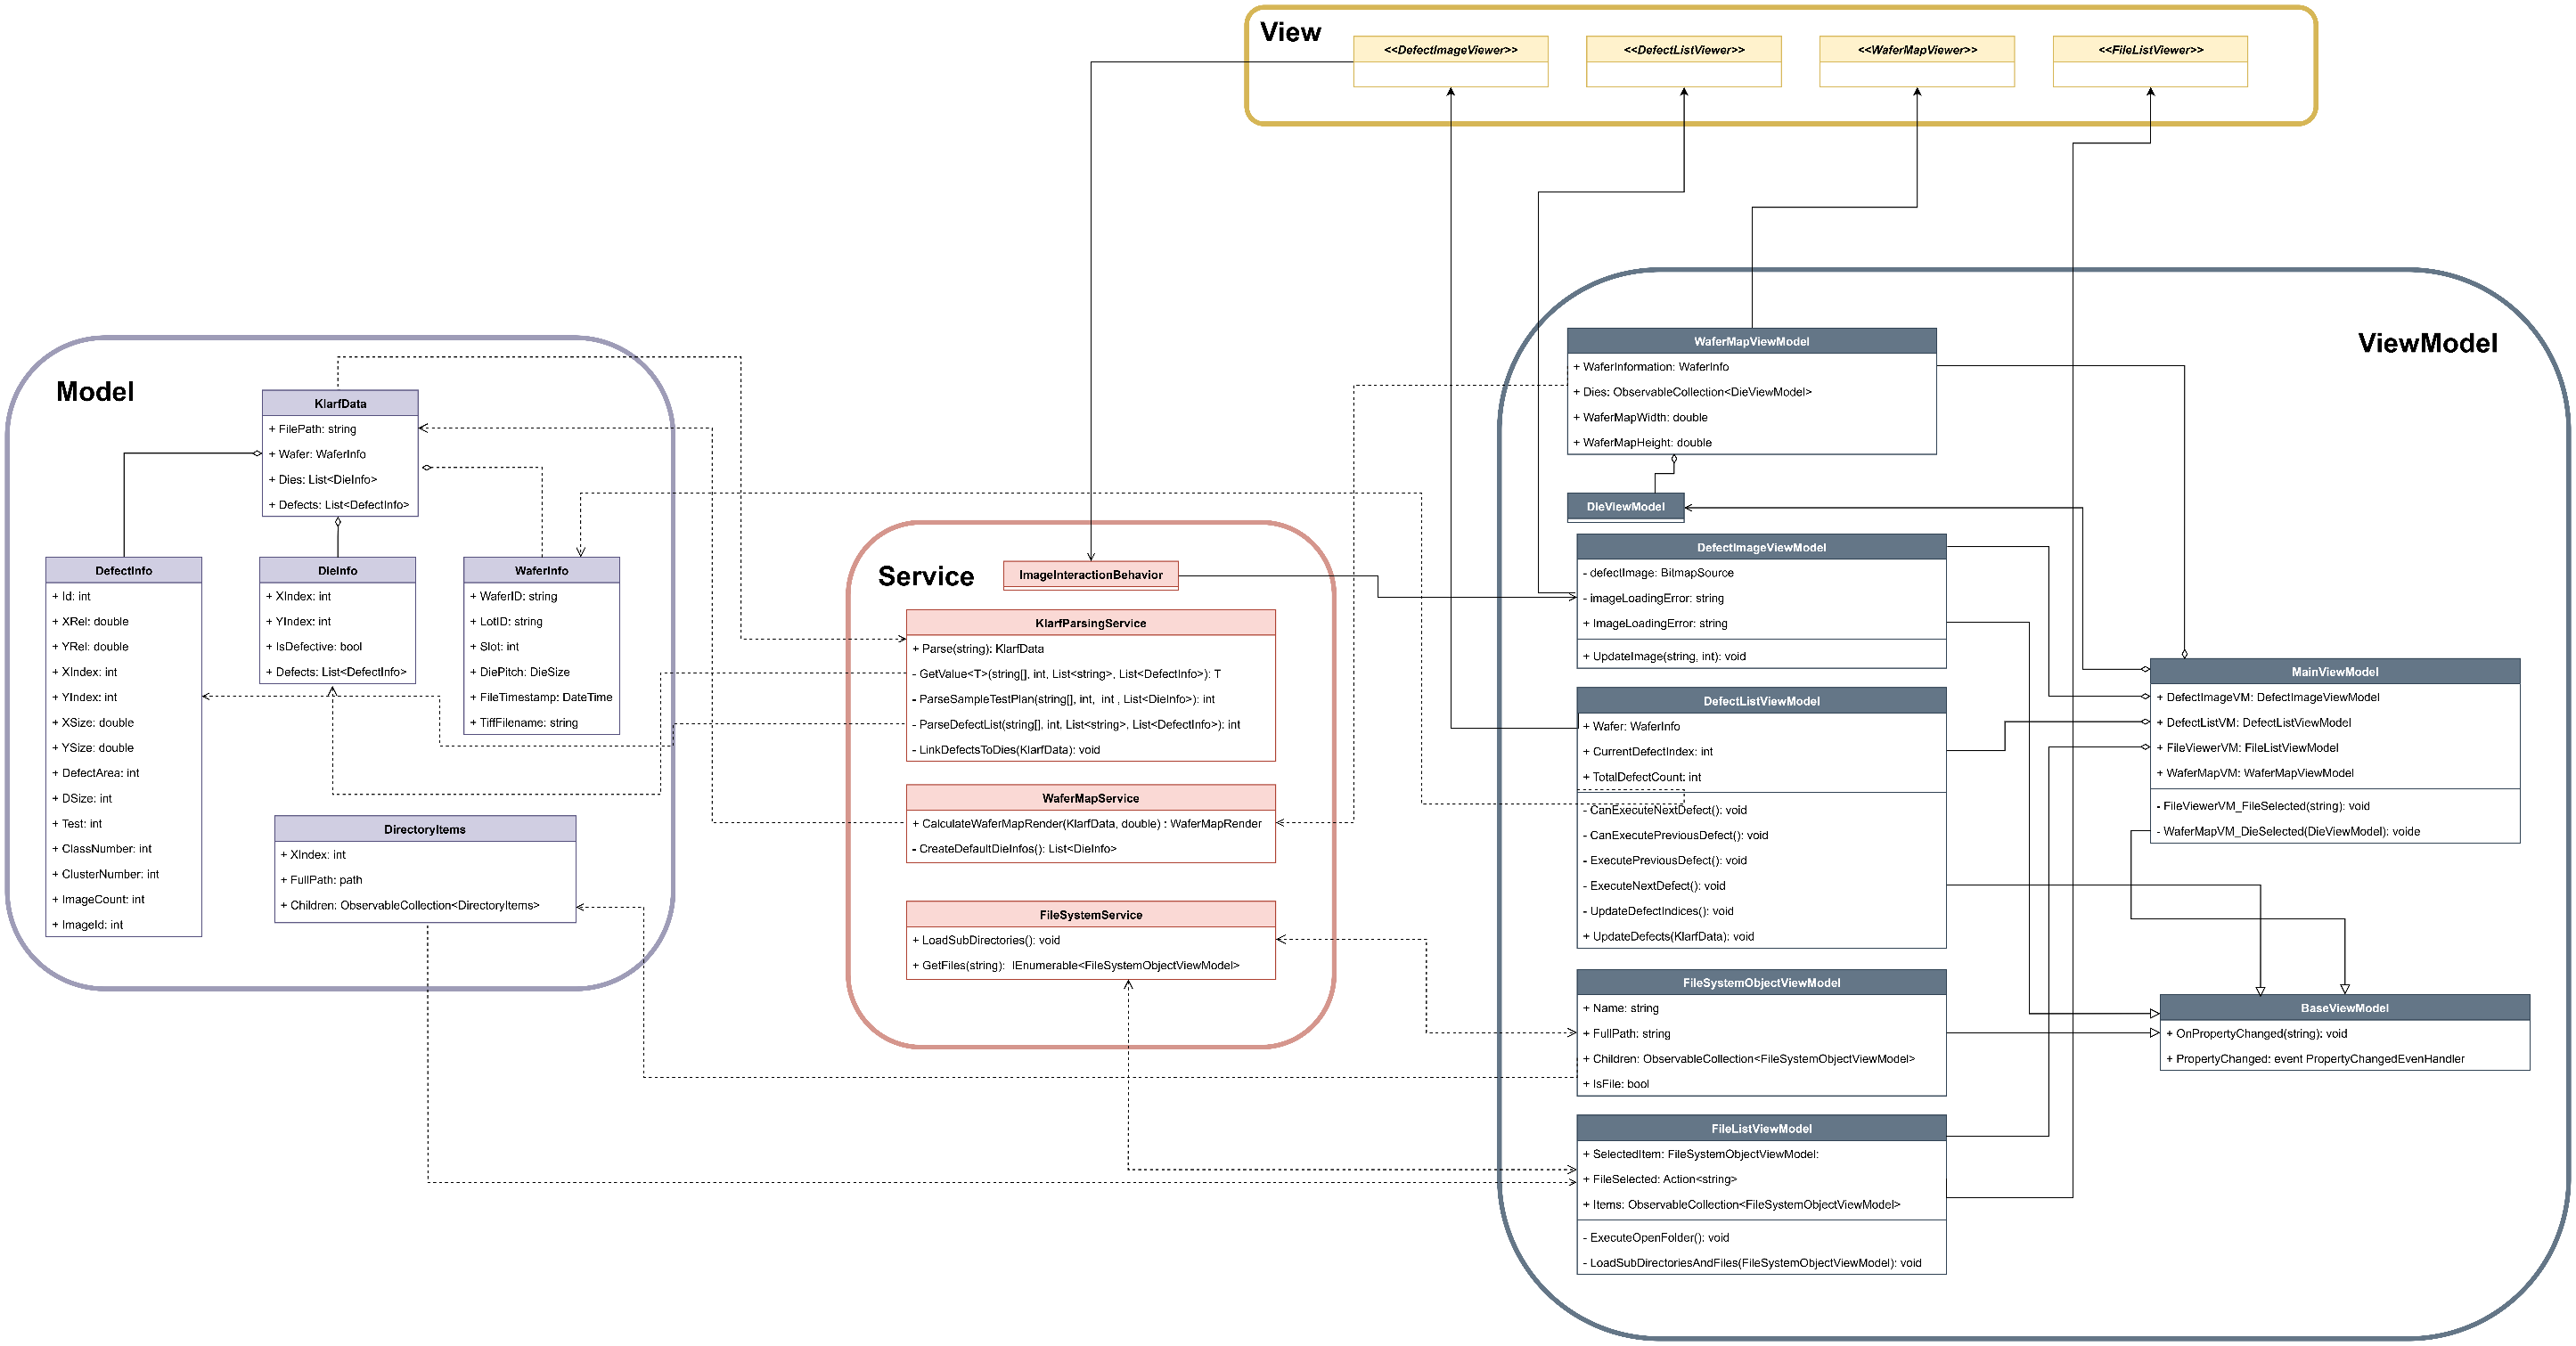 View
<<DefectImageViewer>>
<<DefectListViewer>>
<<WaferMapViewer>>
<<FileListViewer>>
Model
KlarfData
+ FilePath: string
+ Wafer: WaferInfo
+ Dies: List<DieInfo>
+ Defects: List<DefectInfo>
DefectInfo
+ Id: int
+ XRel: double
+ YRel: double
+ XIndex: int
+ YIndex: int
+ XSize: double
+ YSize: double
+ DefectArea: int
+ DSize: int
+ Test: int
+ ClassNumber: int
+ ClusterNumber: int
+ ImageCount: int
+ ImageId: int
DieInfo
+ XIndex: int
+ YIndex: int
+ IsDefective: bool
+ Defects: List<DefectInfo>
WaferInfo
+ WaferID: string
+ LotID: string
+ Slot: int
+ DiePitch: DieSize
+ FileTimestamp: DateTime
+ TiffFilename: string
DirectoryItems
+ XIndex: int
+ FullPath: path
+ Children: ObservableCollection<DirectoryItems>
Service
ImageInteractionBehavior
KlarfParsingService
+ Parse(string): KlarfData
- GetValue<T>(string[], int, List<string>, List<DefectInfo>): T
- ParseSampleTestPlan(string[], int, int , List<DieInfo>): int
- ParseDefectList(string[], int, List<string>, List<DefectInfo>): int
- LinkDefectsToDies(KlarfData): void
WaferMapService
+ CalculateWaferMapRender(KlarfData, double) : WaferMapRender
- CreateDefaultDieInfos(): List<DieInfo>
FileSystemService
+ LoadSubDirectories(): void
+ GetFiles(string): IEnumerable<FileSystemObjectViewModel>
ViewModel
WaferMapViewModel
+ WaferInformation: WaferInfo
+ Dies: ObservableCollection<DieViewModel>
+ WaferMapWidth: double
+ WaferMapHeight: double
DieViewModel
DefectImageViewModel
- defectImage: BitmapSource
- imageLoadingError: string
+ ImageLoadingError: string
+ UpdateImage(string, int): void
DefectListViewModel
+ Wafer: WaferInfo
+ CurrentDefectIndex: int
+ TotalDefectCount: int
- CanExecuteNextDefect(): void
- CanExecutePreviousDefect(): void
- ExecutePreviousDefect(): void
- ExecuteNextDefect(): void
- UpdateDefectIndices(): void
+ UpdateDefects(KlarfData): void
FileSystemObjectViewModel
+ Name: string
+ FullPath: string
+ Children: ObservableCollection<FileSystemObjectViewModel>
+ IsFile: bool
FileListViewModel
+ SelectedItem: FileSystemObjectViewModel:
+ FileSelected: Action<string>
+ Items: ObservableCollection<FileSystemObjectViewModel>
- ExecuteOpenFolder(): void
- LoadSubDirectoriesAndFiles(FileSystemObjectViewModel): void
MainViewModel
+ DefectImageVM: DefectImageViewModel
+ DefectListVM: DefectListViewModel
+ FileViewerVM: FileListViewModel
+ WaferMapVM: WaferMapViewModel
- FileViewerVM_FileSelected(string): void
- WaferMapVM_DieSelected(DieViewModel): voide
BaseViewModel
+ OnPropertyChanged(string): void
+ PropertyChanged: event PropertyChangedEvenHandler